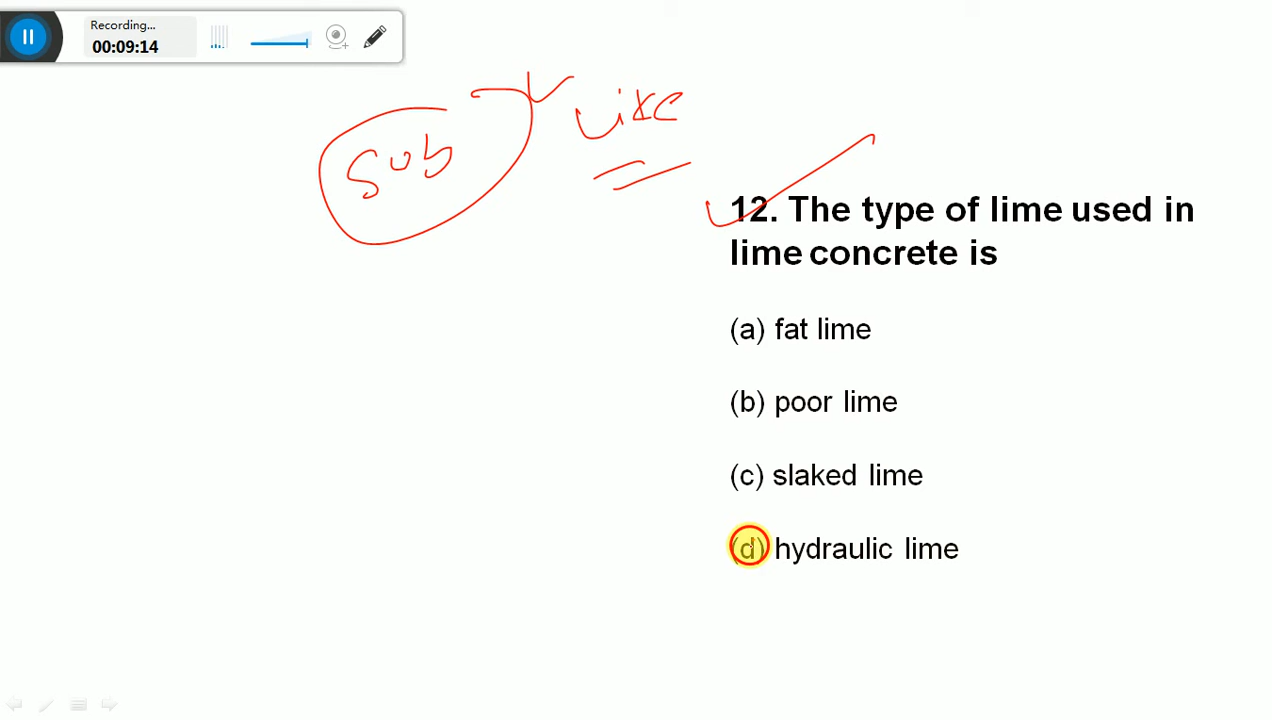 Recording...
00:09:14
Sub
Like
12. The type of lime used in
lime concrete is
(a) fat lime
(b) poor lime
(c) slaked lime
(d) hydraulic lime